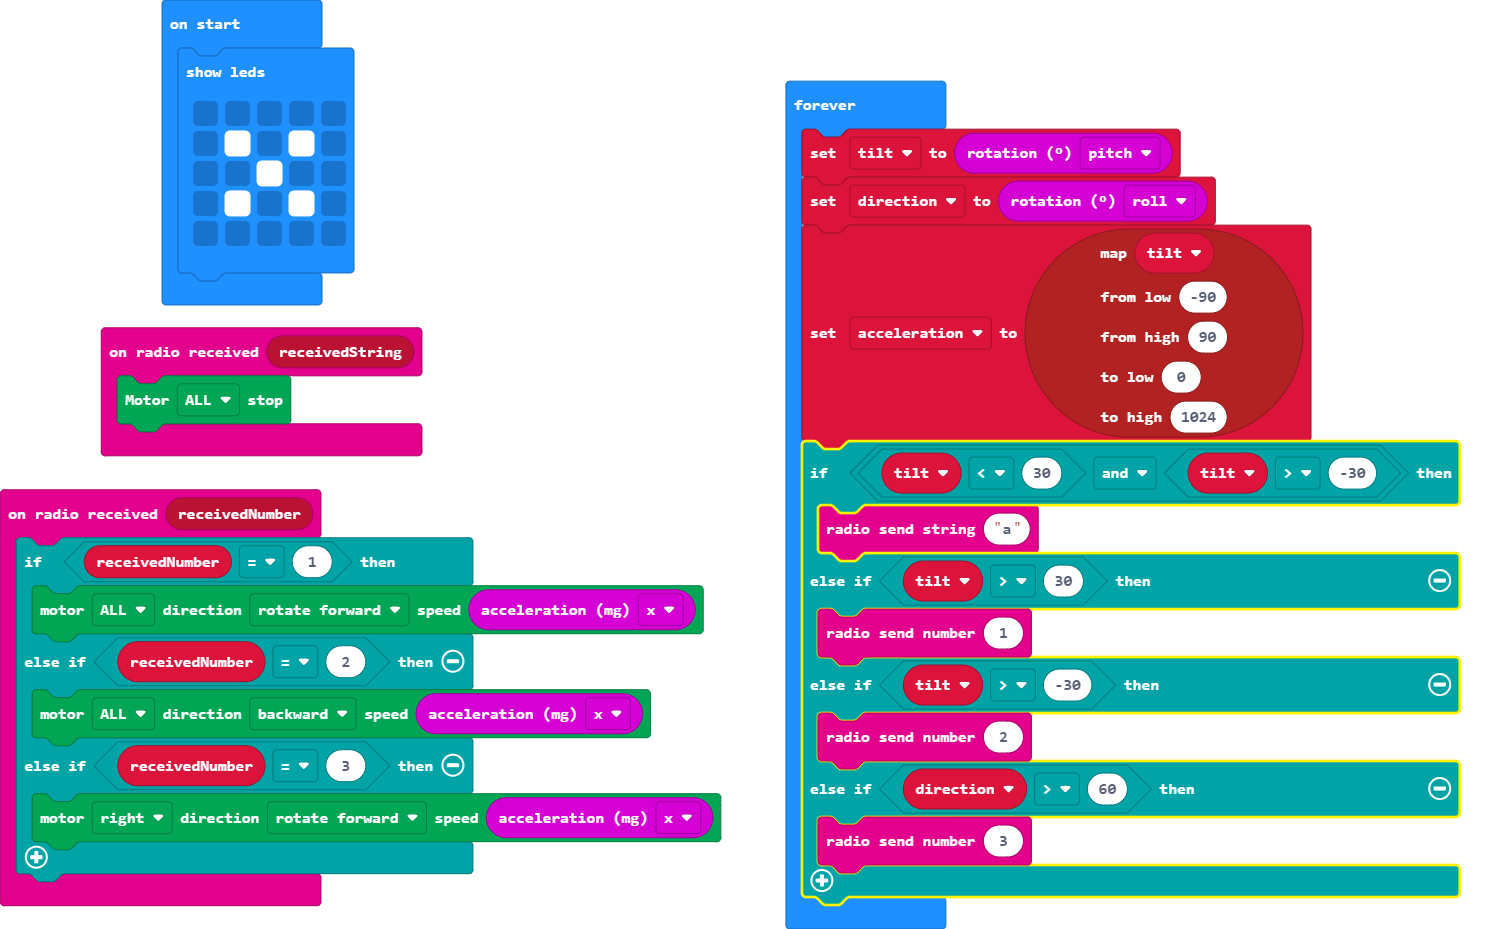 on start
show leds
on radio received receivedString
Motor ALL stop
on radio received receivedNumber
if receivedNumber = 1 then
motor ALL direction rotate forward speed acceleration (mg) x
else if receivedNumber = 2 then
motor ALL direction backward speed acceleration (mg) x
else if receivedNumber = 3 then
motor right direction rotate forward speed acceleration (mg) x
forever
set tilt to rotation (º) pitch
set direction to rotation (º) roll
set acceleration to
map tilt
from low -90
from high 90
to low 0
to high 1024
if tilt < 30 and tilt > -30 then
radio send string "a"
else if tilt > 30 then
radio send number 1
else if tilt > -30 then
radio send number 2
else if direction > 60 then
radio send number 3